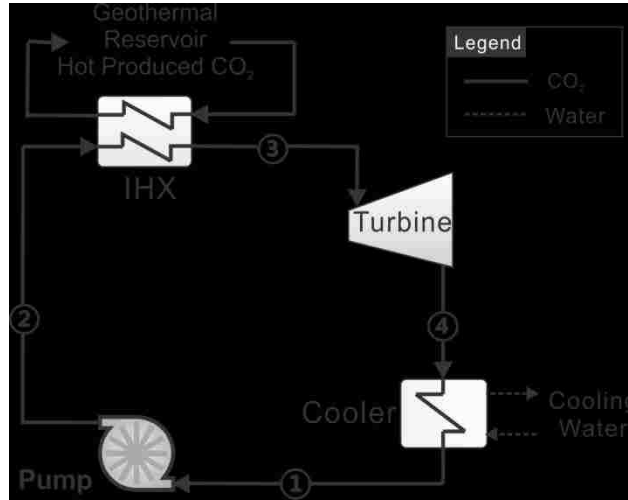 Geothermal
Reservoir
Hot Produced CO₂
Legend
CO₂
Water
IHX
3
Turbine
2
4
Cooler
Cooling
Water
Pump
1